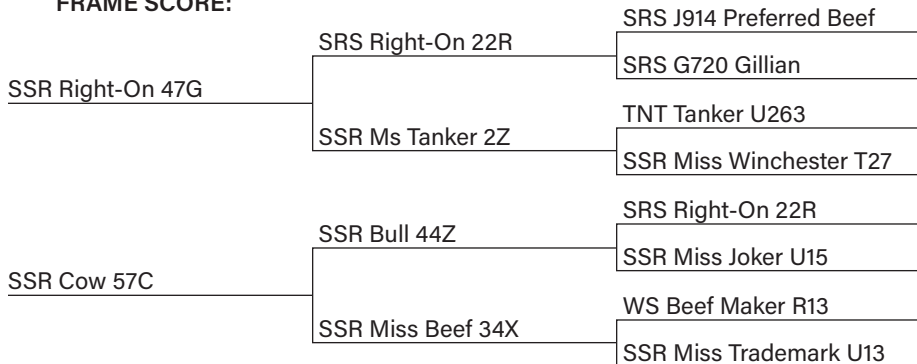 FRAME SCORE:
SRS J914 Preferred Beef
SRS Right-On 22R
SRS G720 Gillian
SSR Right-On 47G
TNT Tanker U263
SSR Ms Tanker 2Z
SSR Miss Winchester T27
SRS Right-On 22R
SSR Bull 44Z
SSR Miss Joker U15
SSR Cow 57C
WS Beef Maker R13
SSR Miss Beef 34X
SSR Miss Trademark U13